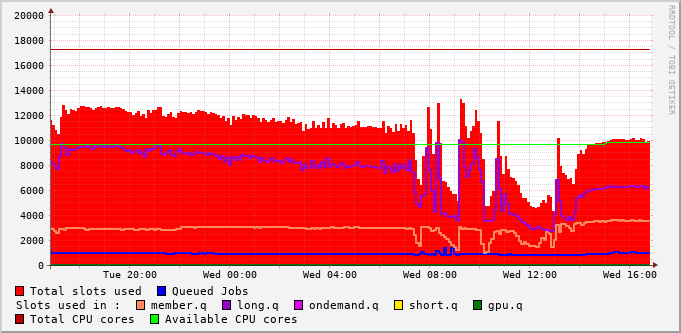 20000
18000
16000
14000
12000
10000
8000
6000
4000
2000
0
Tue 20:00 Wed 00:00 Wed 04:00 Wed 08:00 Wed 12:00 Wed 16:00
RRDTOOL / TOBI OETIKER
Total slots used Queued Jobs
Slots used in : member.q long.q ondemand.q short.q gpu.q
Total CPU cores Available CPU cores